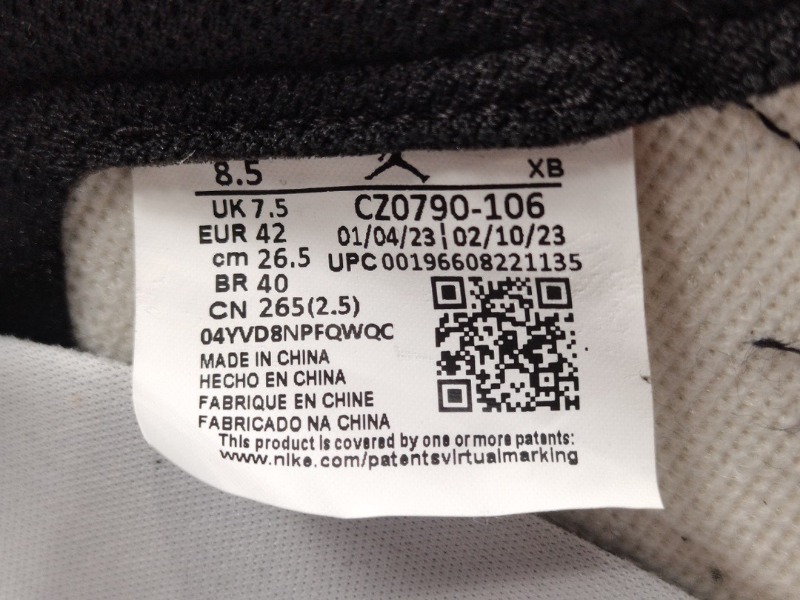 8.5 XB
UK 7.5 CZ0790-106
EUR 42 01/04/23 | 02/10/23
cm 26.5 UPC 00196608221135
BR 40
CN 265(2.5)
04YVD8NPFQWQC
MADE IN CHINA
HECHO EN CHINA
FABRIQUE EN CHINE
FABRICADO NA CHINA
This product is covered by one or more patents:
www.nike.com/patentsvirtualmarking